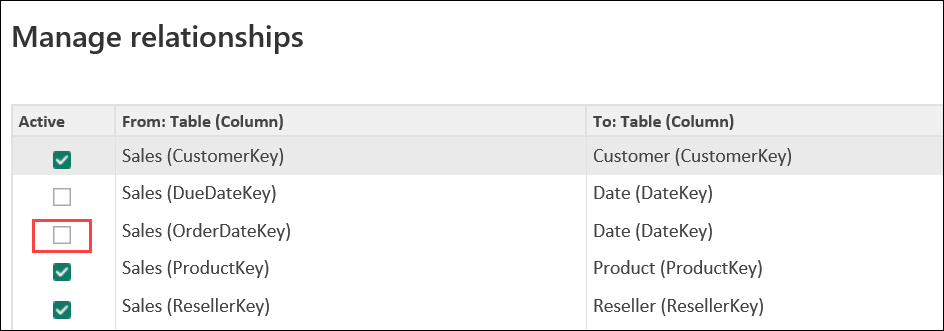 Manage relationships
Active From: Table (Column) To: Table (Column)
Sales (CustomerKey) Customer (CustomerKey)
Sales (DueDateKey) Date (DateKey)
Sales (OrderDateKey) Date (DateKey)
Sales (ProductKey) Product (ProductKey)
Sales (ResellerKey) Reseller (ResellerKey)